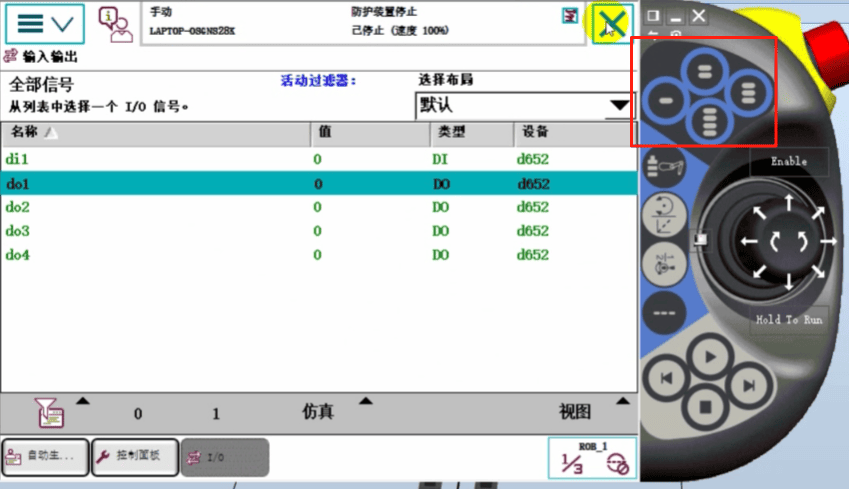 手动
防护装置停止
LAPTOP-OS4NS28K
已停止 (速度 100%)
输入输出
全部信号
活动过滤器：
选择布局
从列表中选择一个 I/O 信号。
默认
名称
值
类型
设备
di1
0
DI
d652
do1
0
DO
d652
do2
0
DO
d652
do3
0
DO
d652
do4
0
DO
d652
0
1
仿真
视图
自动生...
控制面板
I/O
ROB_1
1/3
Enable
Hold To Run